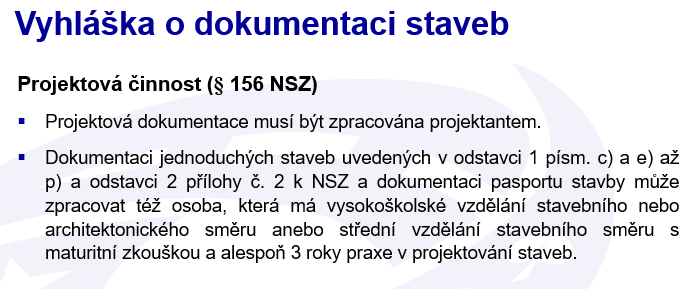 Vyhláška o dokumentaci staveb
Projektová činnost (§ 156 NSZ)
▪ Projektová dokumentace musí být zpracována projektantem.
▪ Dokumentaci jednoduchých staveb uvedených v odstavci 1 písm. c) a e) až
p) a odstavci 2 přílohy č. 2 k NSZ a dokumentaci pasportu stavby může
zpracovat též osoba, která má vysokoškolské vzdělání stavebního nebo
architektonického směru anebo střední vzdělání stavebního směru s
maturitní zkouškou a alespoň 3 roky praxe v projektování staveb.